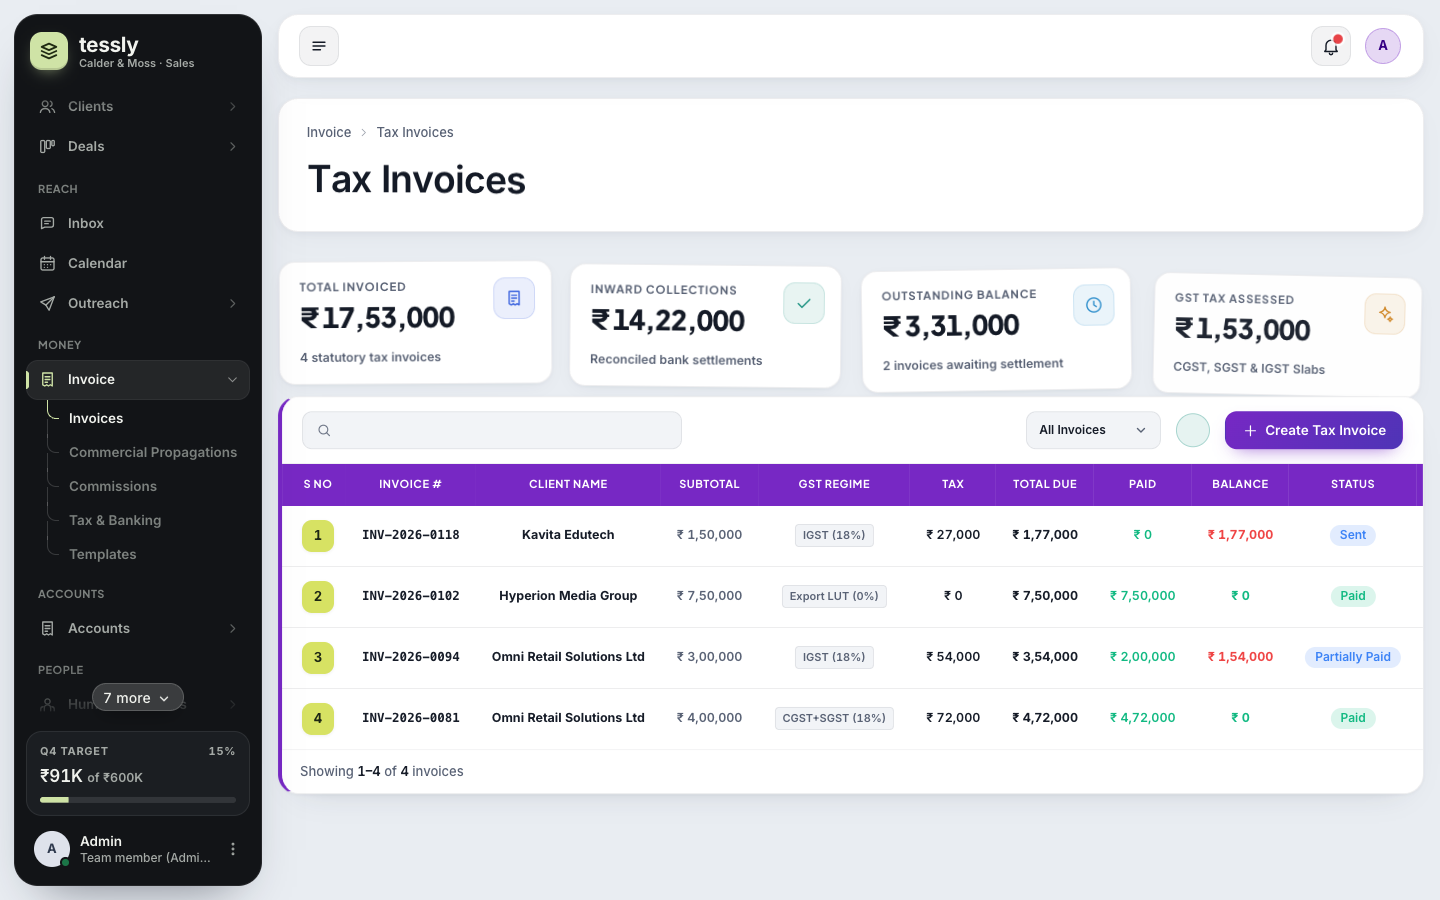 tessly
Calder & Moss · Sales
Clients
Deals
REACH
Inbox
Calendar
Outreach
MONEY
Invoice
Invoices
Commercial Propagations
Commissions
Tax & Banking
Templates
ACCOUNTS
Accounts
PEOPLE
7 more
Q4 TARGET 15%
₹91K of ₹600K
A
Admin
Team member (Admi...
A
Invoice > Tax Invoices
Tax Invoices
TOTAL INVOICED
₹17,53,000
4 statutory tax invoices
INWARD COLLECTIONS
₹14,22,000
Reconciled bank settlements
OUTSTANDING BALANCE
₹3,31,000
2 invoices awaiting settlement
GST TAX ASSESSED
₹1,53,000
CGST, SGST & IGST Slabs
All Invoices
+ Create Tax Invoice
S NO INVOICE # CLIENT NAME SUBTOTAL GST REGIME TAX TOTAL DUE PAID BALANCE STATUS
1 INV-2026-0118 Kavita Edutech ₹ 1,50,000 IGST (18%) ₹ 27,000 ₹ 1,77,000 ₹ 0 ₹ 1,77,000 Sent
2 INV-2026-0102 Hyperion Media Group ₹ 7,50,000 Export LUT (0%) ₹ 0 ₹ 7,50,000 ₹ 7,50,000 ₹ 0 Paid
3 INV-2026-0094 Omni Retail Solutions Ltd ₹ 3,00,000 IGST (18%) ₹ 54,000 ₹ 3,54,000 ₹ 2,00,000 ₹ 1,54,000 Partially Paid
4 INV-2026-0081 Omni Retail Solutions Ltd ₹ 4,00,000 CGST+SGST (18%) ₹ 72,000 ₹ 4,72,000 ₹ 4,72,000 ₹ 0 Paid
Showing 1–4 of 4 invoices